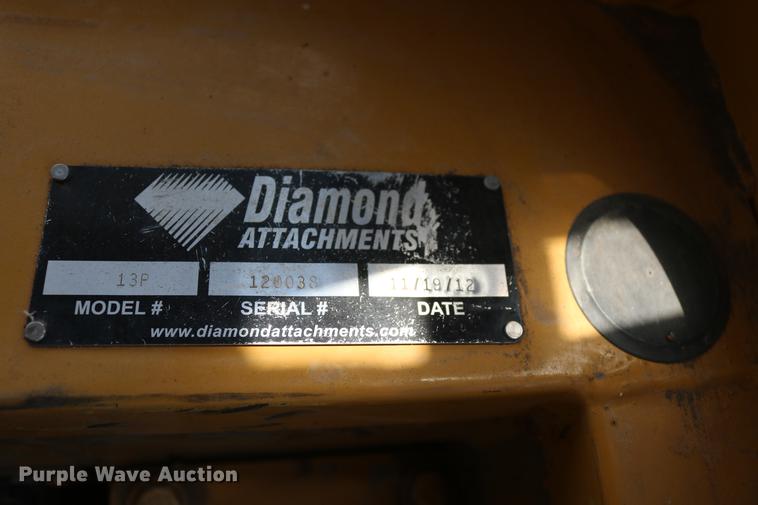 Diamond
ATTACHMENTS
13P 120038 11/19/12
MODEL # SERIAL # DATE
www.diamondattachments.com
Purple Wave Auction